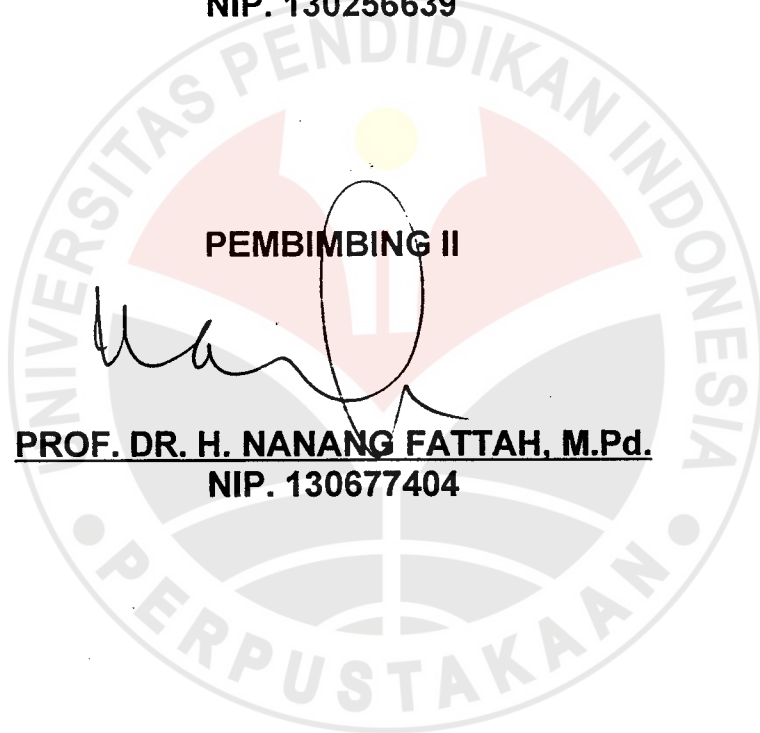 NIP. 130256639
UNIVERSITAS PENDIDIKAN INDONESIA
PEMBIMBING II
PROF. DR. H. NANANG FATTAH, M.Pd.
NIP. 130677404
PERPUSTAKAAN